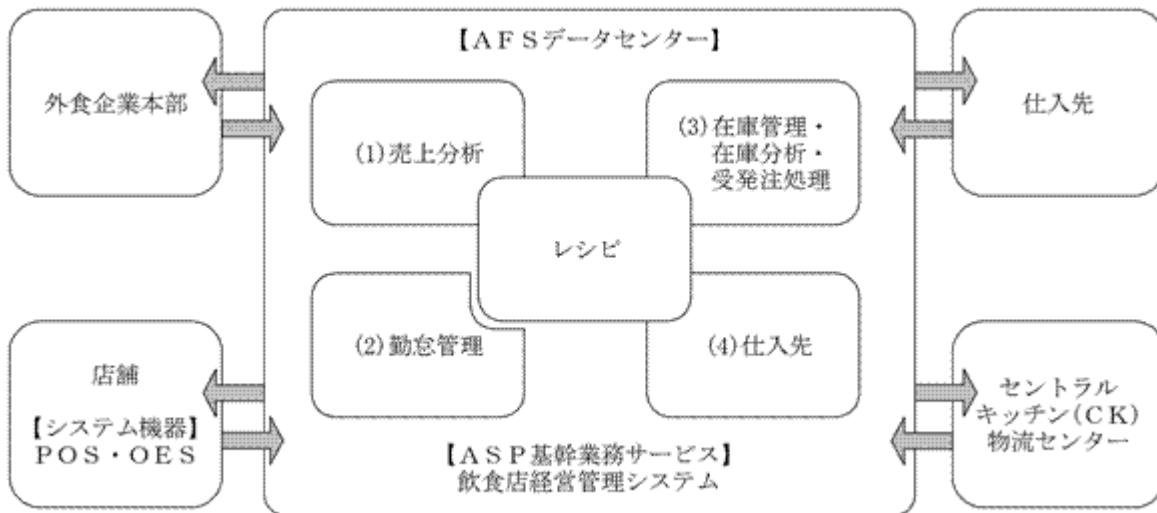 【ＡＦＳデータセンター】
外食企業本部
仕入先
(1)売上分析
(3)在庫管理・
在庫分析・
受発注処理
レシピ
(2)勤怠管理
(4)仕入先
店舗
【システム機器】
ＰＯＳ・ＯＥＳ
セントラル
キッチン(ＣＫ)
物流センター
【ＡＳＰ基幹業務サービス】
飲食店経営管理システム